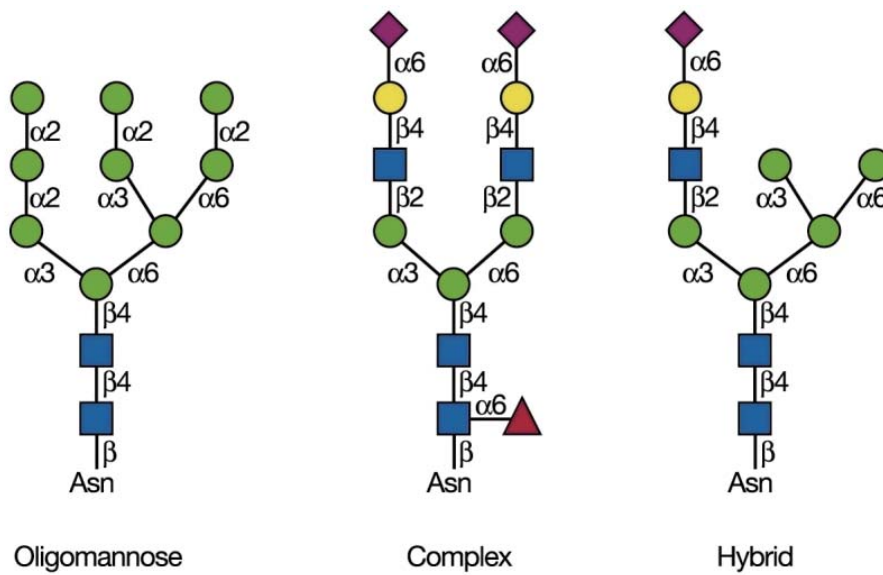 α6 α6 α6
α2 α2 α2 β4 β4 β4
α2 α3 α6 β2 β2 β2 α3 α6
α3 α6 α3 α6 α3 α6
β4 β4 β4
β4 β4 α6 β4
β β β
Asn Asn Asn
Oligomannose Complex Hybrid